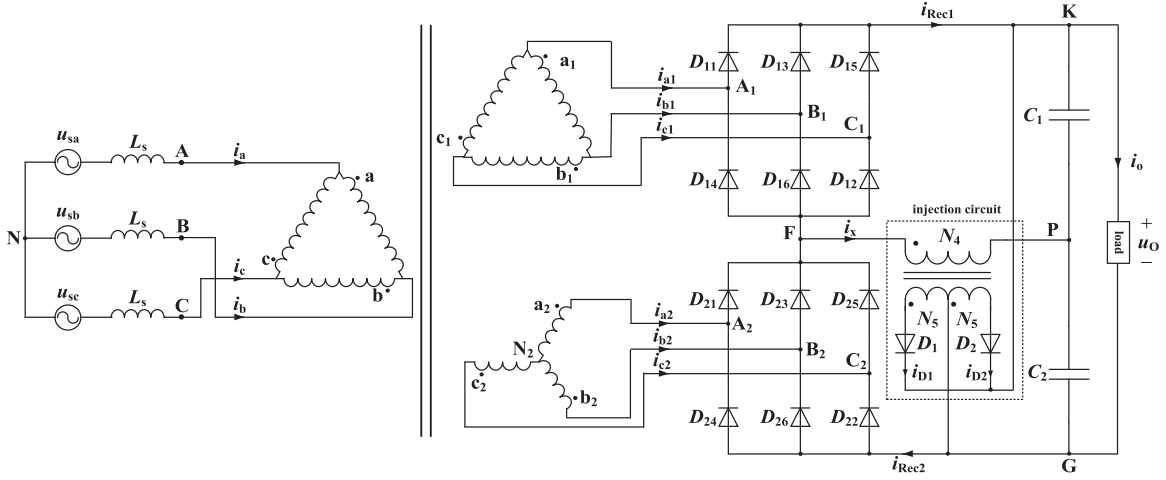 u_sa
L_s
A
i_a
a
N
u_sb
L_s
B
c
b
u_sc
L_s
C
i_c
i_b
a_1
c_1
b_1
i_a1
i_b1
i_c1
D_11
D_13
D_15
A_1
B_1
C_1
D_14
D_16
D_12
i_Rec1
K
C_1
i_o
injection circuit
F
i_x
N_4
P
load
+
u_O
−
a_2
N_2
c_2
b_2
i_a2
i_b2
i_c2
D_21
D_23
D_25
A_2
B_2
C_2
D_24
D_26
D_22
N_5
N_5
D_1
D_2
i_D1
i_D2
C_2
i_Rec2
G